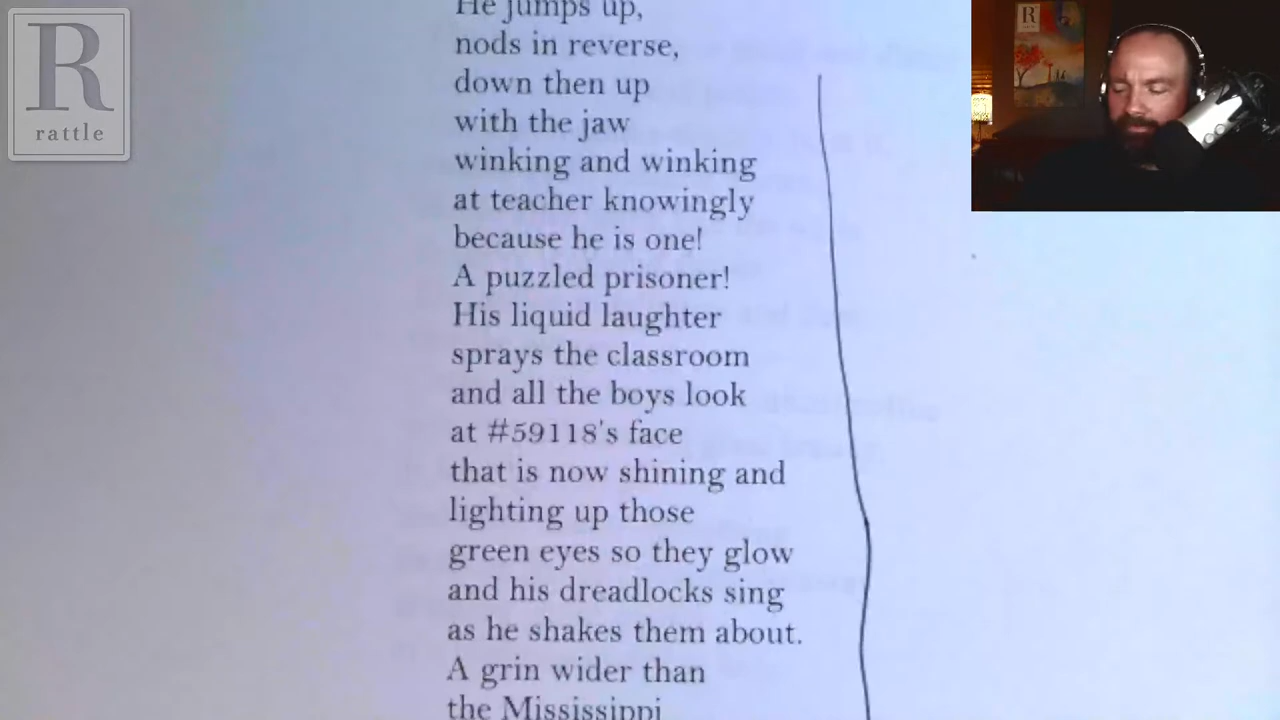 R
rattle
He jumps up,
nods in reverse,
down then up
with the jaw
winking and winking
at teacher knowingly
because he is one!
A puzzled prisoner!
His liquid laughter
sprays the classroom
and all the boys look
at #59118's face
that is now shining and
lighting up those
green eyes so they glow
and his dreadlocks sing
as he shakes them about.
A grin wider than
the Mississippi